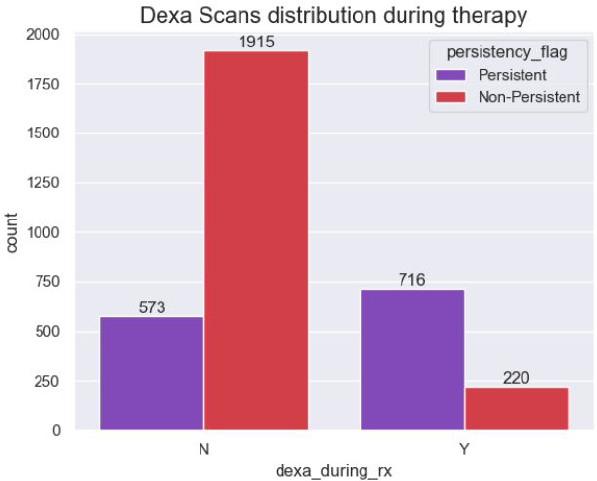 Dexa Scans distribution during therapy
2000
1750
1500
1250
1000
750
500
250
0
count
573
1915
716
220
persistency_flag
Persistent
Non-Persistent
N
Y
dexa_during_rx